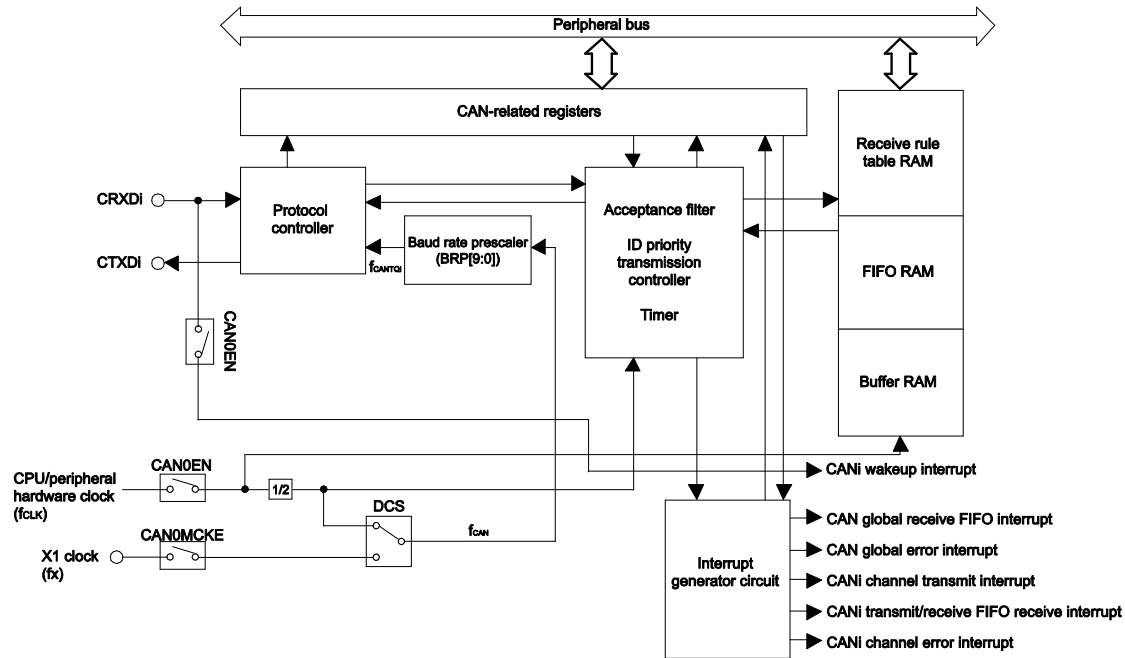 Peripheral bus
CAN-related registers
Receive rule
table RAM
FIFO RAM
Buffer RAM
CRXDi
CTXDi
Protocol
controller
Baud rate prescaler
(BRP[9:0])
fCANTQi
Acceptance filter
ID priority
transmission
controller
Timer
CAN0EN
CPU/peripheral
hardware clock
(fCLK)
CAN0EN
1/2
DCS
fCAN
X1 clock
(fx)
CAN0MCKE
Interrupt
generator circuit
CANi wakeup interrupt
CAN global receive FIFO interrupt
CAN global error interrupt
CANi channel transmit interrupt
CANi transmit/receive FIFO receive interrupt
CANi channel error interrupt